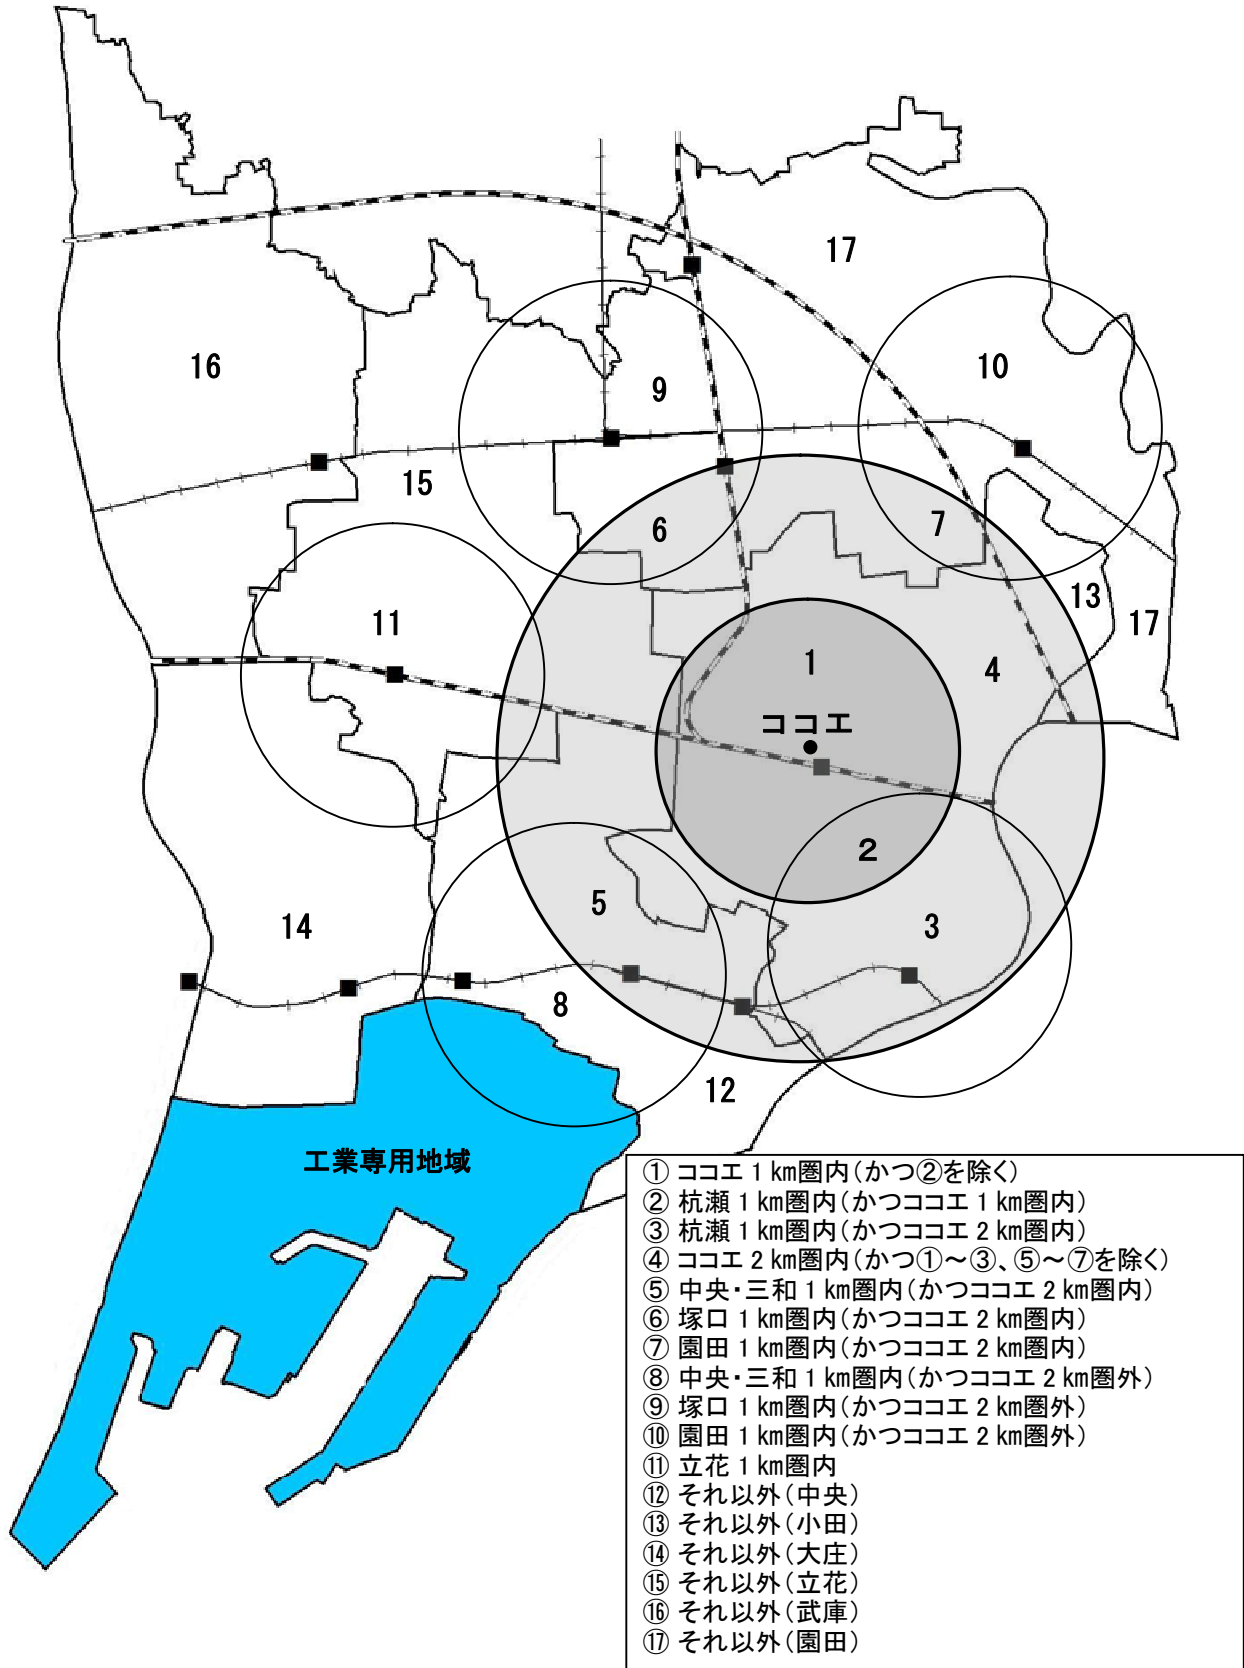 17
16
10
9
15
6
7
13
11
17
1
4
ココエ
2
5
3
14
8
12
工業専用地域
① ココエ 1 km圏内(かつ②を除く)
② 杭瀬 1 km圏内(かつココエ 1 km圏内)
③ 杭瀬 1 km圏内(かつココエ 2 km圏内)
④ ココエ 2 km圏内(かつ①~③、⑤~⑦を除く)
⑤ 中央・三和 1 km圏内(かつココエ 2 km圏内)
⑥ 塚口 1 km圏内(かつココエ 2 km圏内)
⑦ 園田 1 km圏内(かつココエ 2 km圏内)
⑧ 中央・三和 1 km圏内(かつココエ 2 km圏外)
⑨ 塚口 1 km圏内(かつココエ 2 km圏外)
⑩ 園田 1 km圏内(かつココエ 2 km圏外)
⑪ 立花 1 km圏内
⑫ それ以外(中央)
⑬ それ以外(小田)
⑭ それ以外(大庄)
⑮ それ以外(立花)
⑯ それ以外(武庫)
⑰ それ以外(園田)